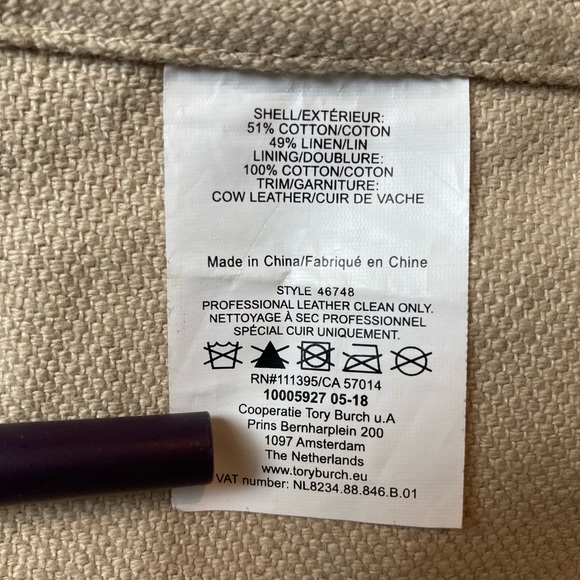 SHELL/EXTÉRIEUR:
51% COTTON/COTON
49% LINEN/LIN
LINING/DOUBLURE:
100% COTTON/COTON
TRIM/GARNITURE:
COW LEATHER/CUIR DE VACHE
Made in China/Fabriqué en Chine
STYLE 46748
PROFESSIONAL LEATHER CLEAN ONLY.
NETTOYAGE À SEC PROFESSIONNEL
SPÉCIAL CUIR UNIQUEMENT.
RN#111395/CA 57014
10005927 05-18
Cooperatie Tory Burch u.A
Prins Bernharplein 200
1097 Amsterdam
The Netherlands
www.toryburch.eu
VAT number: NL8234.88.846.B.01